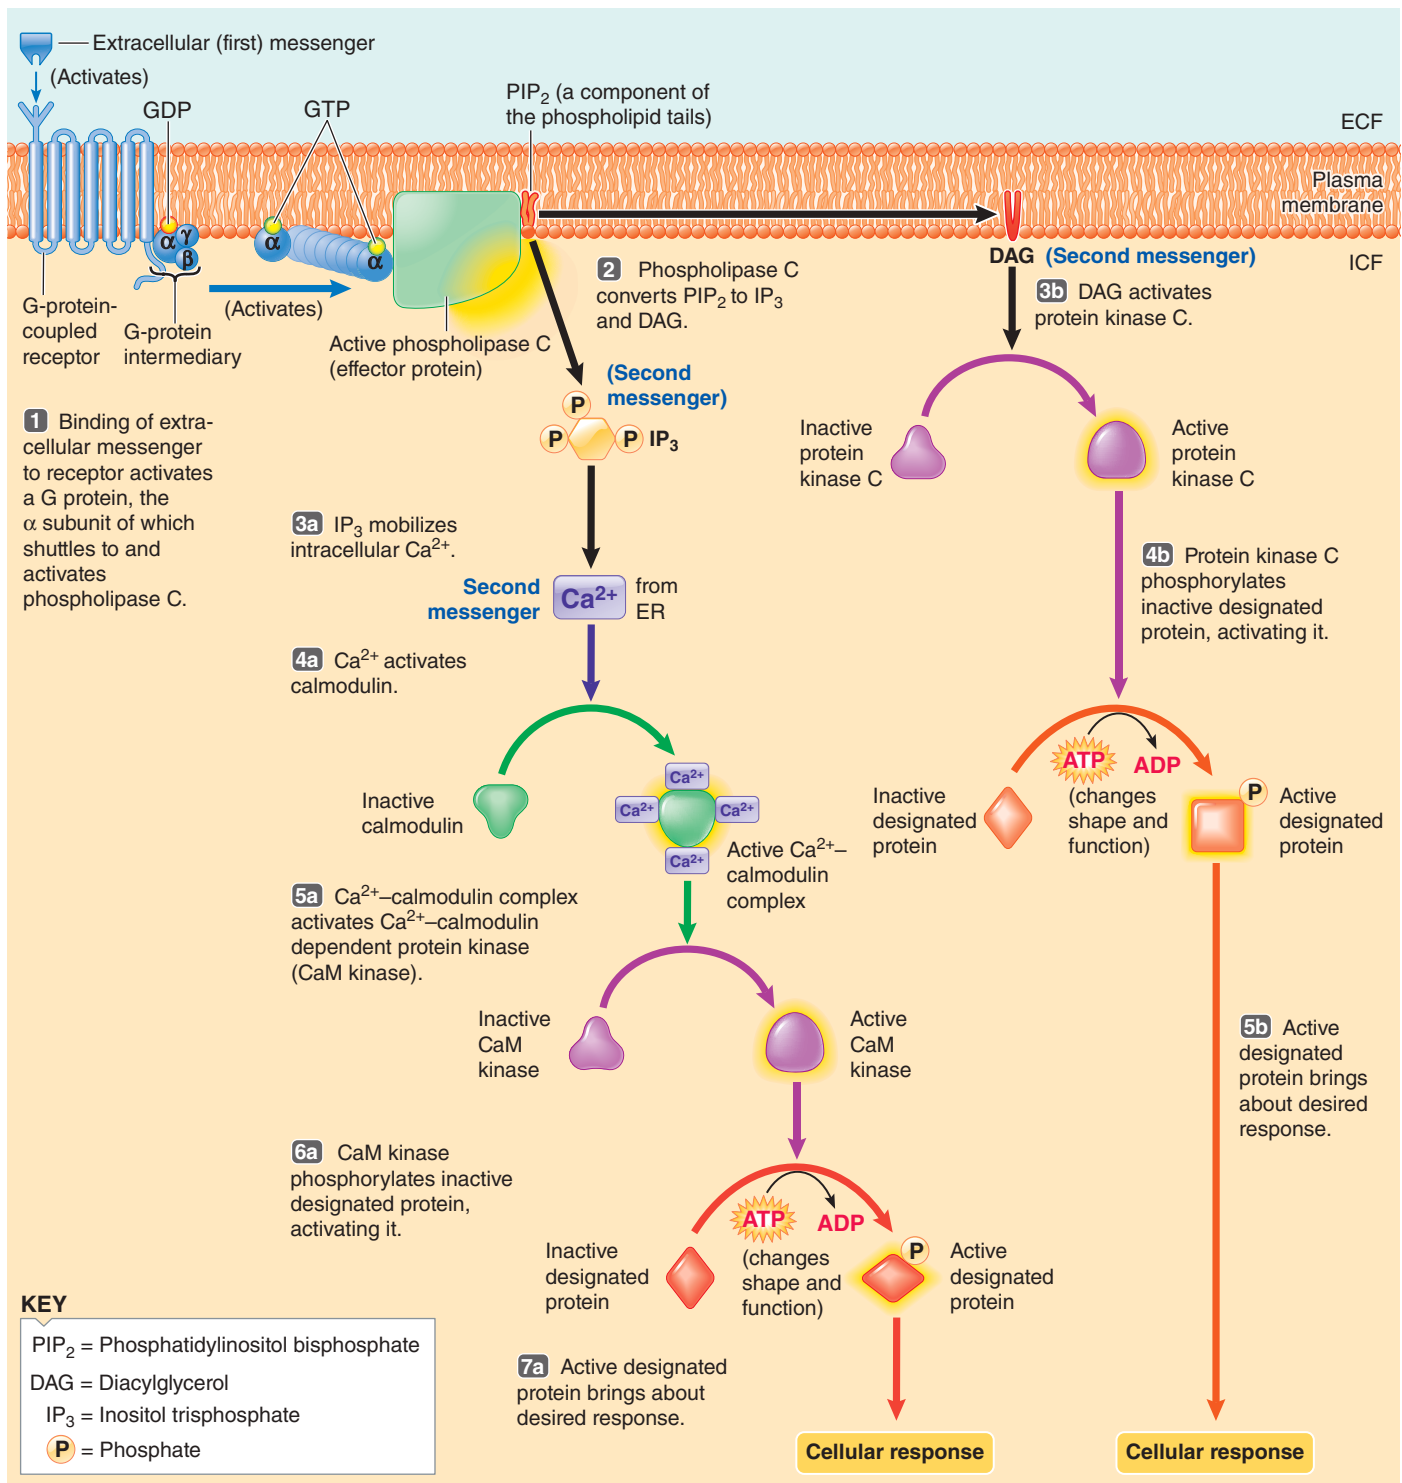 Extracellular (first) messenger
(Activates)
GDP
GTP
PIP2 (a component of
the phospholipid tails)
ECF
Plasma
membrane
α
γ
β
α
α
ICF
DAG (Second messenger)
G-protein-
coupled
receptor
G-protein
intermediary
(Activates)
Active phospholipase C
(effector protein)
2 Phospholipase C
converts PIP2 to IP3
and DAG.
3b DAG activates
protein kinase C.
(Second
messenger)
P
P
P
IP3
1 Binding of extra-
cellular messenger
to receptor activates
a G protein, the
α subunit of which
shuttles to and
activates
phospholipase C.
Inactive
protein
kinase C
Active
protein
kinase C
3a IP3 mobilizes
intracellular Ca2+.
Second
messenger
Ca2+
from
ER
4b Protein kinase C
phosphorylates
inactive designated
protein, activating it.
4a Ca2+ activates
calmodulin.
Inactive
calmodulin
Ca2+
Ca2+
Ca2+
Ca2+
Active Ca2+–
calmodulin
complex
ATP
ADP
Inactive
designated
protein
(changes
shape and
function)
P
Active
designated
protein
5a Ca2+–calmodulin complex
activates Ca2+–calmodulin
dependent protein kinase
(CaM kinase).
Inactive
CaM
kinase
Active
CaM
kinase
5b Active
designated
protein brings
about desired
response.
6a CaM kinase
phosphorylates inactive
designated protein,
activating it.
ATP
ADP
Inactive
designated
protein
(changes
shape and
function)
P
Active
designated
protein
7a Active designated
protein brings about
desired response.
KEY
PIP2 = Phosphatidylinositol bisphosphate
DAG = Diacylglycerol
IP3 = Inositol trisphosphate
P = Phosphate
Cellular response
Cellular response